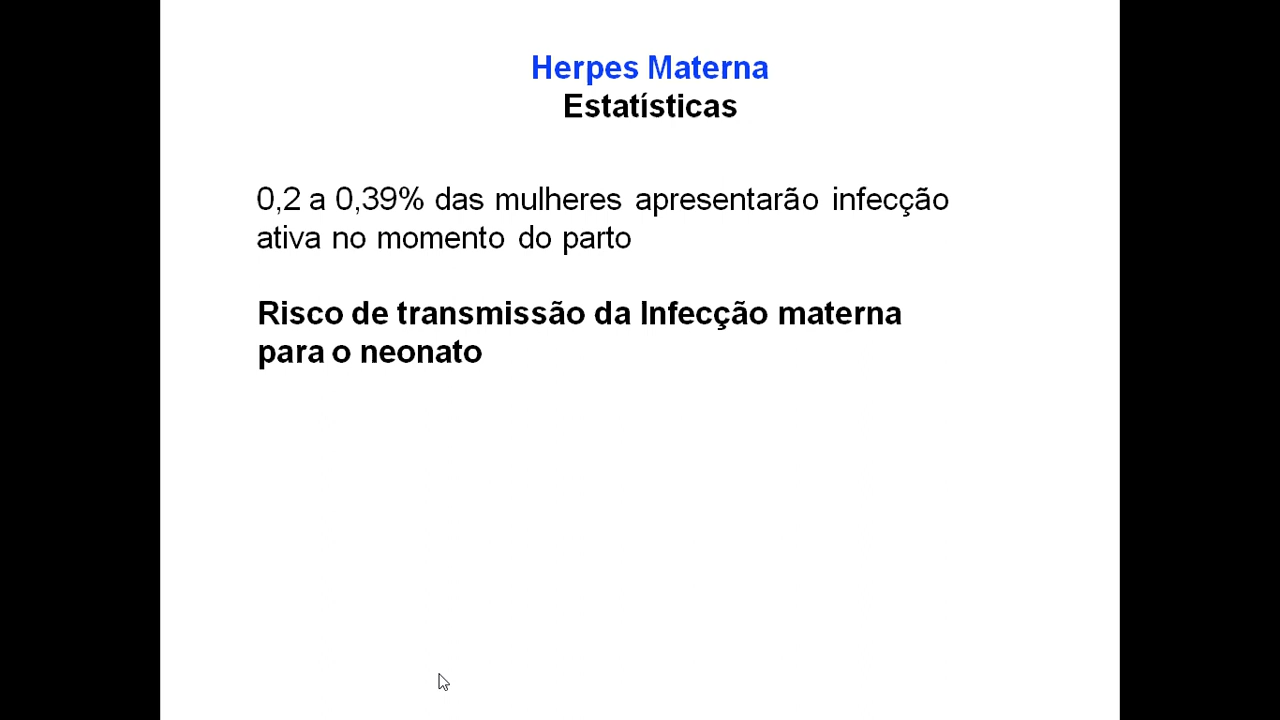 Herpes Materna
Estatísticas
0,2 a 0,39% das mulheres apresentarão infecção
ativa no momento do parto
Risco de transmissão da Infecção materna
para o neonato